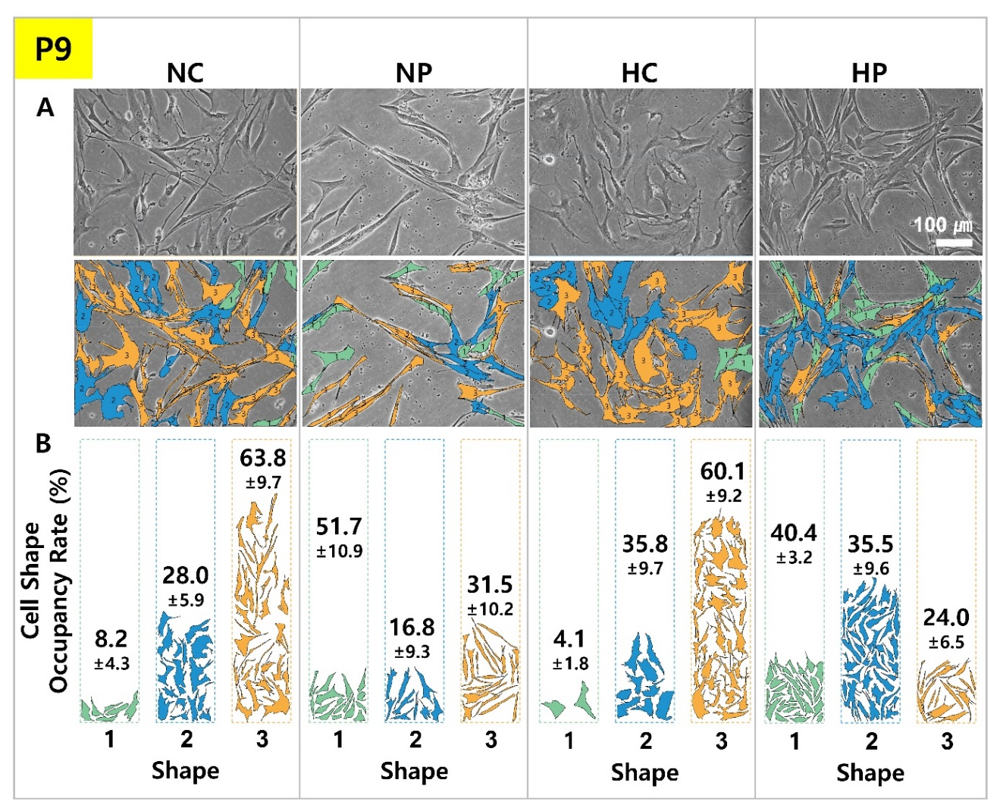 P9
NC
NP
HC
HP
A
100 µm
B
Cell Shape
Occupancy Rate (%)
8.2
±4.3
28.0
±5.9
63.8
±9.7
51.7
±10.9
16.8
±9.3
31.5
±10.2
4.1
±1.8
35.8
±9.7
60.1
±9.2
40.4
±3.2
35.5
±9.6
24.0
±6.5
1 2 3
Shape
1 2 3
Shape
1 2 3
Shape
1 2 3
Shape